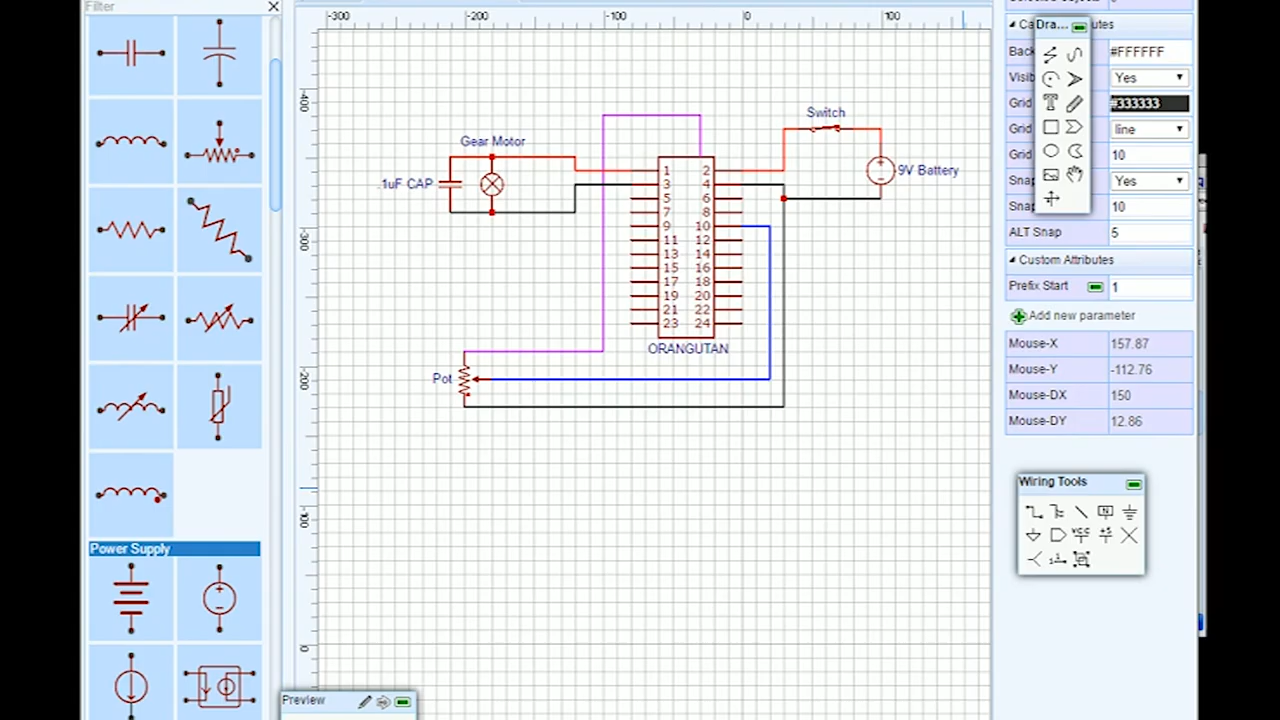 Filter
Power Supply
Preview
-300
-200
-100
0
100
-400
-300
-200
-100
0
Gear Motor
.1uF CAP
Switch
9V Battery
1 2
3 4
5 6
7 8
9 10
11 12
13 14
15 16
17 18
19 20
21 22
23 24
ORANGUTAN
Pot
Dra...
utes
Back
#FFFFFF
Visib
Yes
Grid
#333333
Grid
line
Grid
10
Snap
Yes
Snap
10
ALT Snap
5
Custom Attributes
Prefix Start
1
Add new parameter
Mouse-X
157.87
Mouse-Y
-112.76
Mouse-DX
150
Mouse-DY
12.86
Wiring Tools
VCC
+5